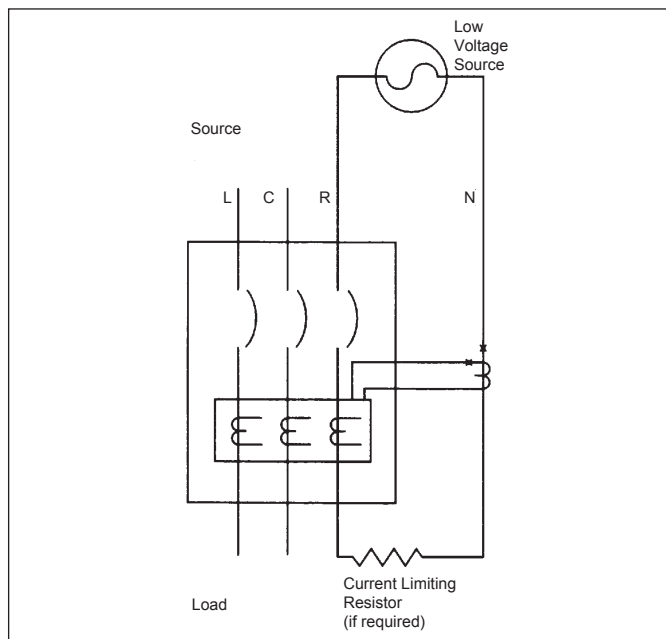 Low
Voltage
Source
Source
L C R N
Current Limiting
Resistor
(if required)
Load